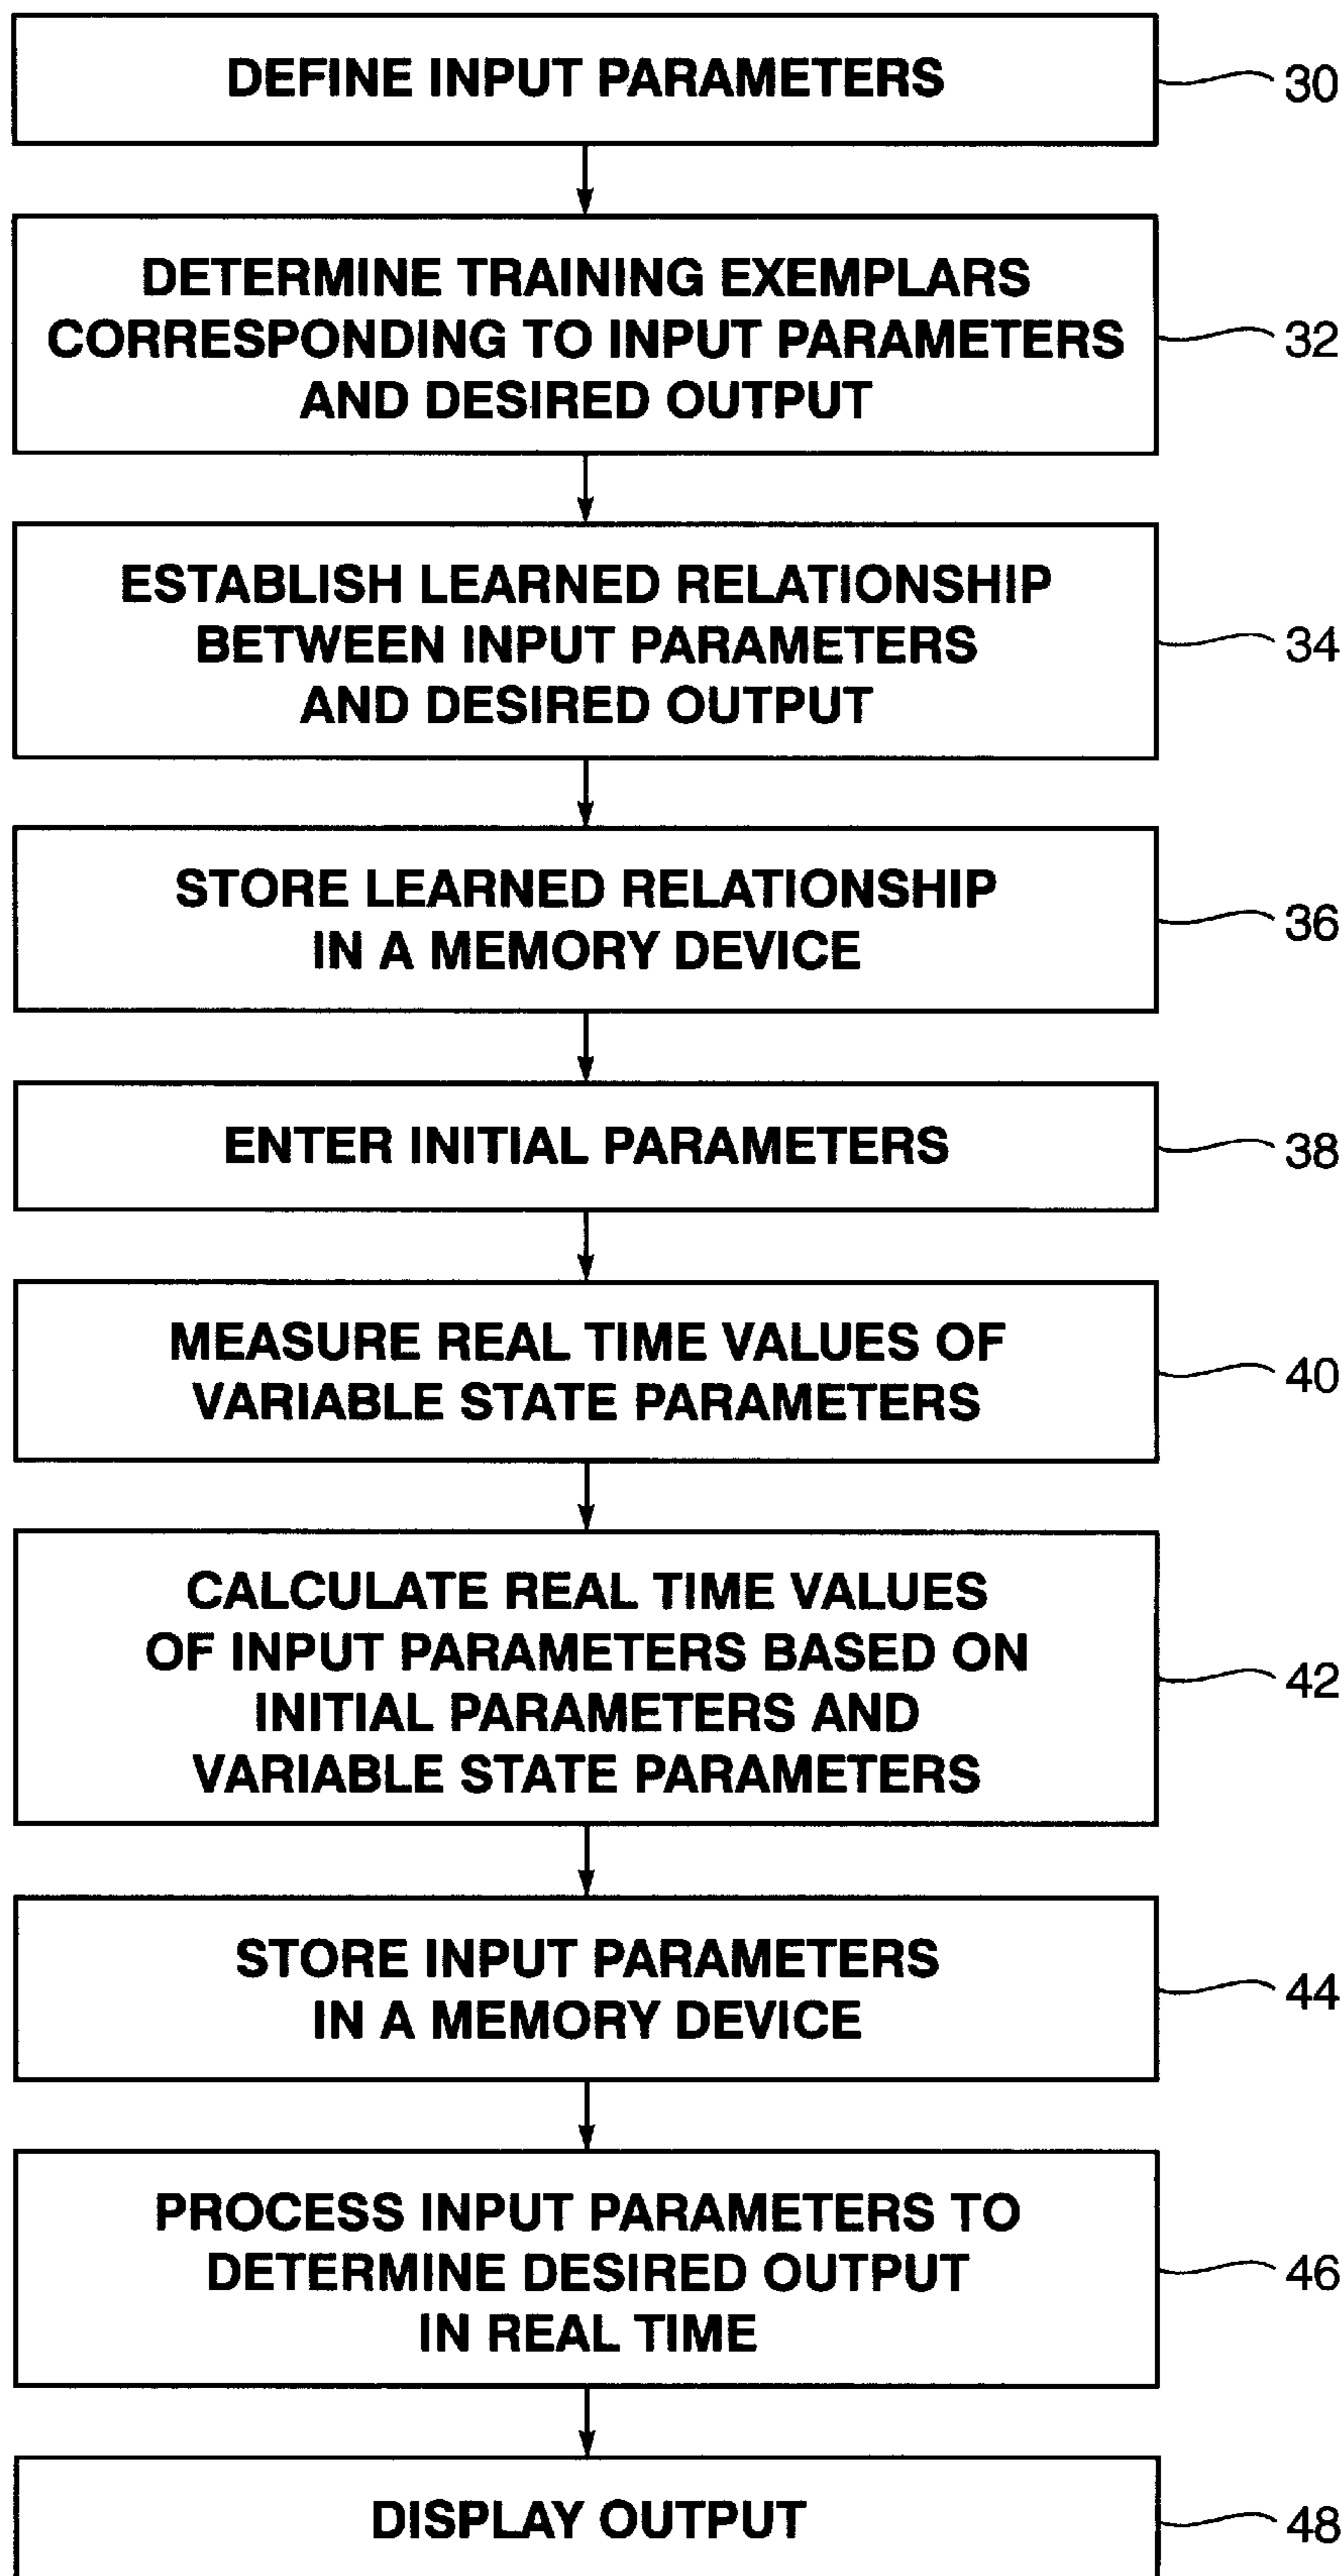 DEFINE INPUT PARAMETERS
30
DETERMINE TRAINING EXEMPLARS
CORRESPONDING TO INPUT PARAMETERS
AND DESIRED OUTPUT
32
ESTABLISH LEARNED RELATIONSHIP
BETWEEN INPUT PARAMETERS
AND DESIRED OUTPUT
34
STORE LEARNED RELATIONSHIP
IN A MEMORY DEVICE
36
ENTER INITIAL PARAMETERS
38
MEASURE REAL TIME VALUES OF
VARIABLE STATE PARAMETERS
40
CALCULATE REAL TIME VALUES
OF INPUT PARAMETERS BASED ON
INITIAL PARAMETERS AND
VARIABLE STATE PARAMETERS
42
STORE INPUT PARAMETERS
IN A MEMORY DEVICE
44
PROCESS INPUT PARAMETERS TO
DETERMINE DESIRED OUTPUT
IN REAL TIME
46
DISPLAY OUTPUT
48